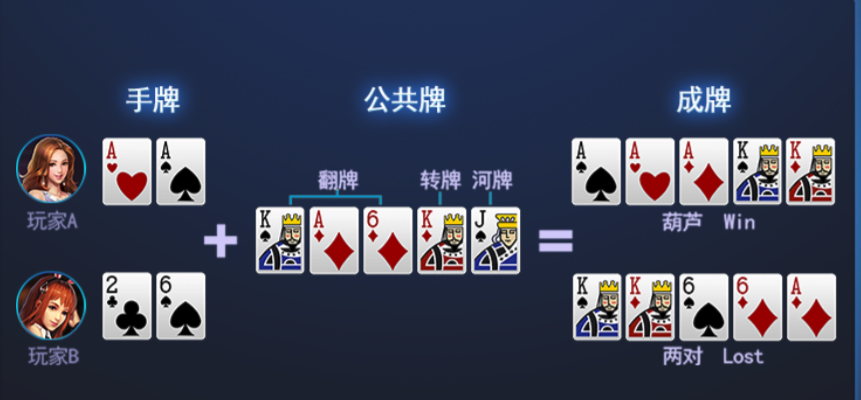 手牌 公共牌 成牌
A A
玩家A
翻牌 转牌 河牌
K A 6 K J
A A A K K
葫芦 Win
2 6
玩家B
K K 6 6 A
两对 Lost